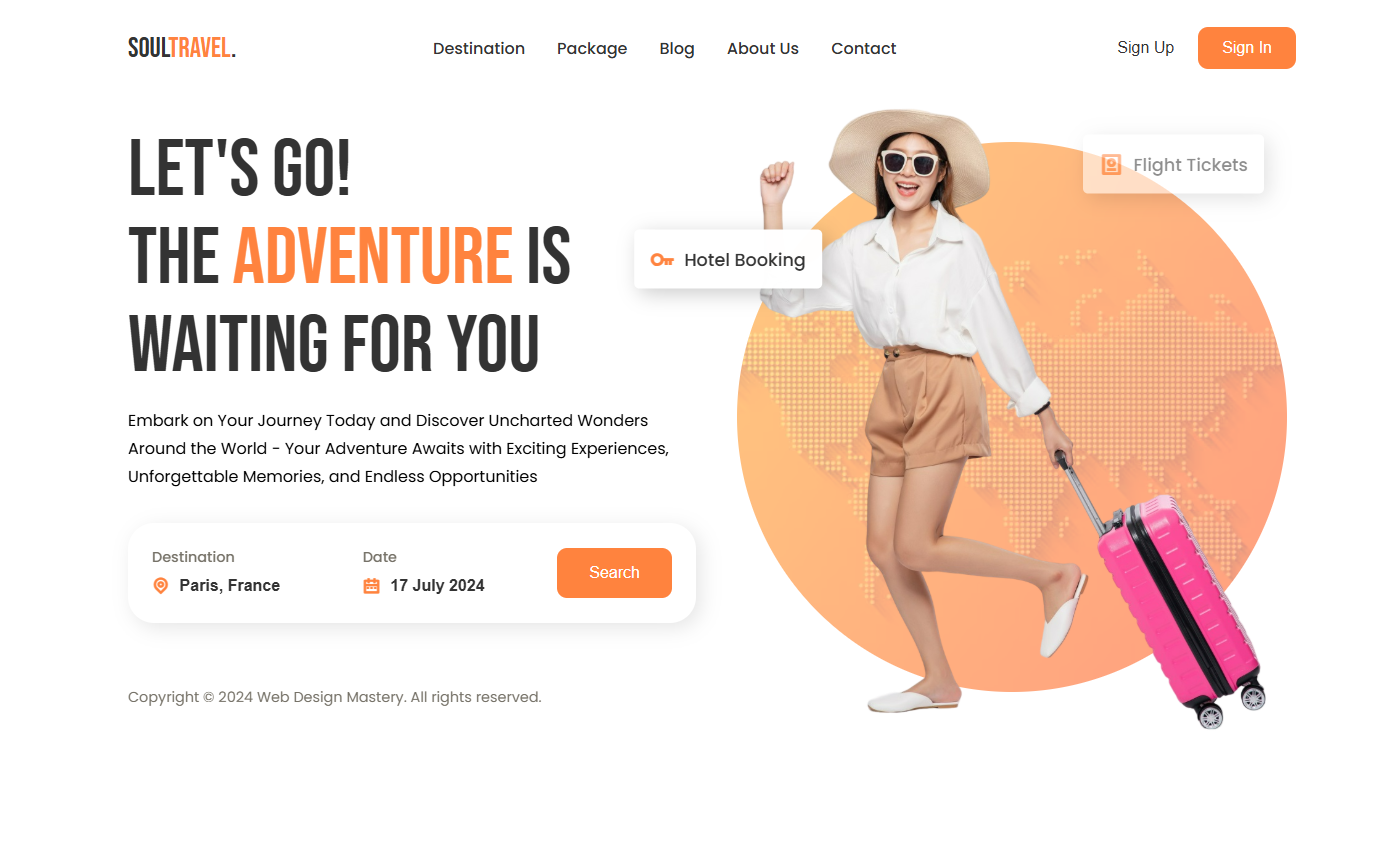 SOULTRAVEL.
Destination
Package
Blog
About Us
Contact
Sign Up
Sign In
LET'S GO!
THE ADVENTURE IS
WAITING FOR YOU
Embark on Your Journey Today and Discover Uncharted Wonders
Around the World - Your Adventure Awaits with Exciting Experiences,
Unforgettable Memories, and Endless Opportunities
Destination
Paris, France
Date
17 July 2024
Search
Copyright © 2024 Web Design Mastery. All rights reserved.
Hotel Booking
Flight Tickets